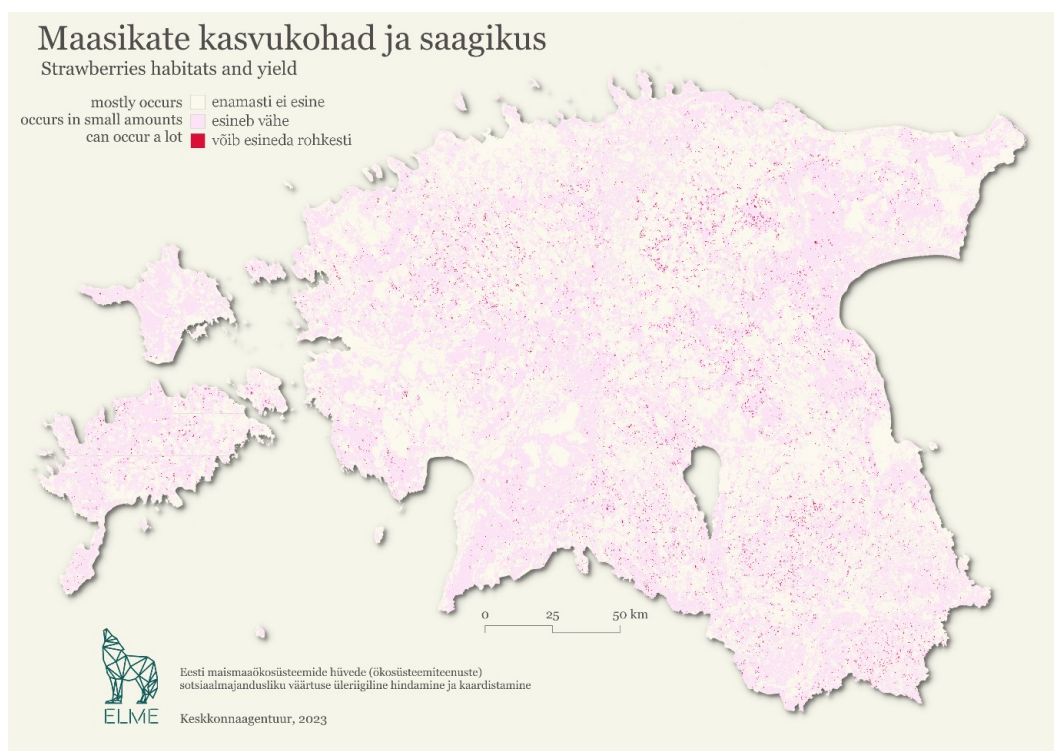 Maasikate kasvukohad ja saagikus
Strawberries habitats and yield
mostly occurs enamasti ei esine
occurs in small amounts esineb vähe
can occur a lot võib esineda rohkesti
0 25 50 km
Eesti maismaaökosüsteemide hüvede (ökosüsteemiteenuste)
sotsiaalmajandusliku väärtuse üleriigiline hindamine ja kaardistamine
ELME
Keskkonnaagentuur, 2023